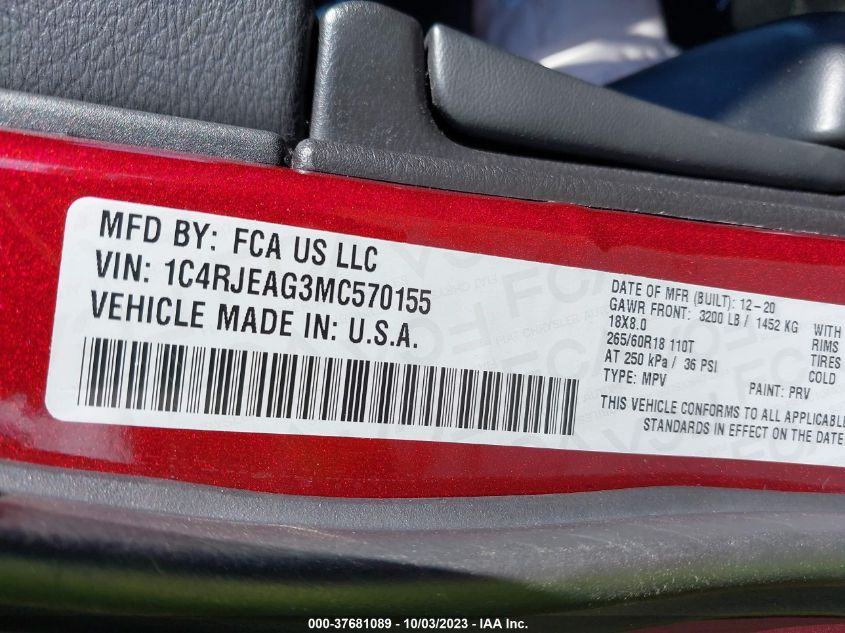 MFD BY: FCA US LLC
VIN: 1C4RJEAG3MC570155
VEHICLE MADE IN: U.S.A.
DATE OF MFR (BUILT): 12-20
GAWR FRONT: 3200 LB / 1452 KG WITH
18X8.0 RIMS
265/60R18 110T TIRES
AT 250 kPa / 36 PSI COLD
TYPE: MPV PAINT: PRV
THIS VEHICLE CONFORMS TO ALL APPLICABLE
STANDARDS IN EFFECT ON THE DATE
000-37681089 - 10/03/2023 - IAA Inc.